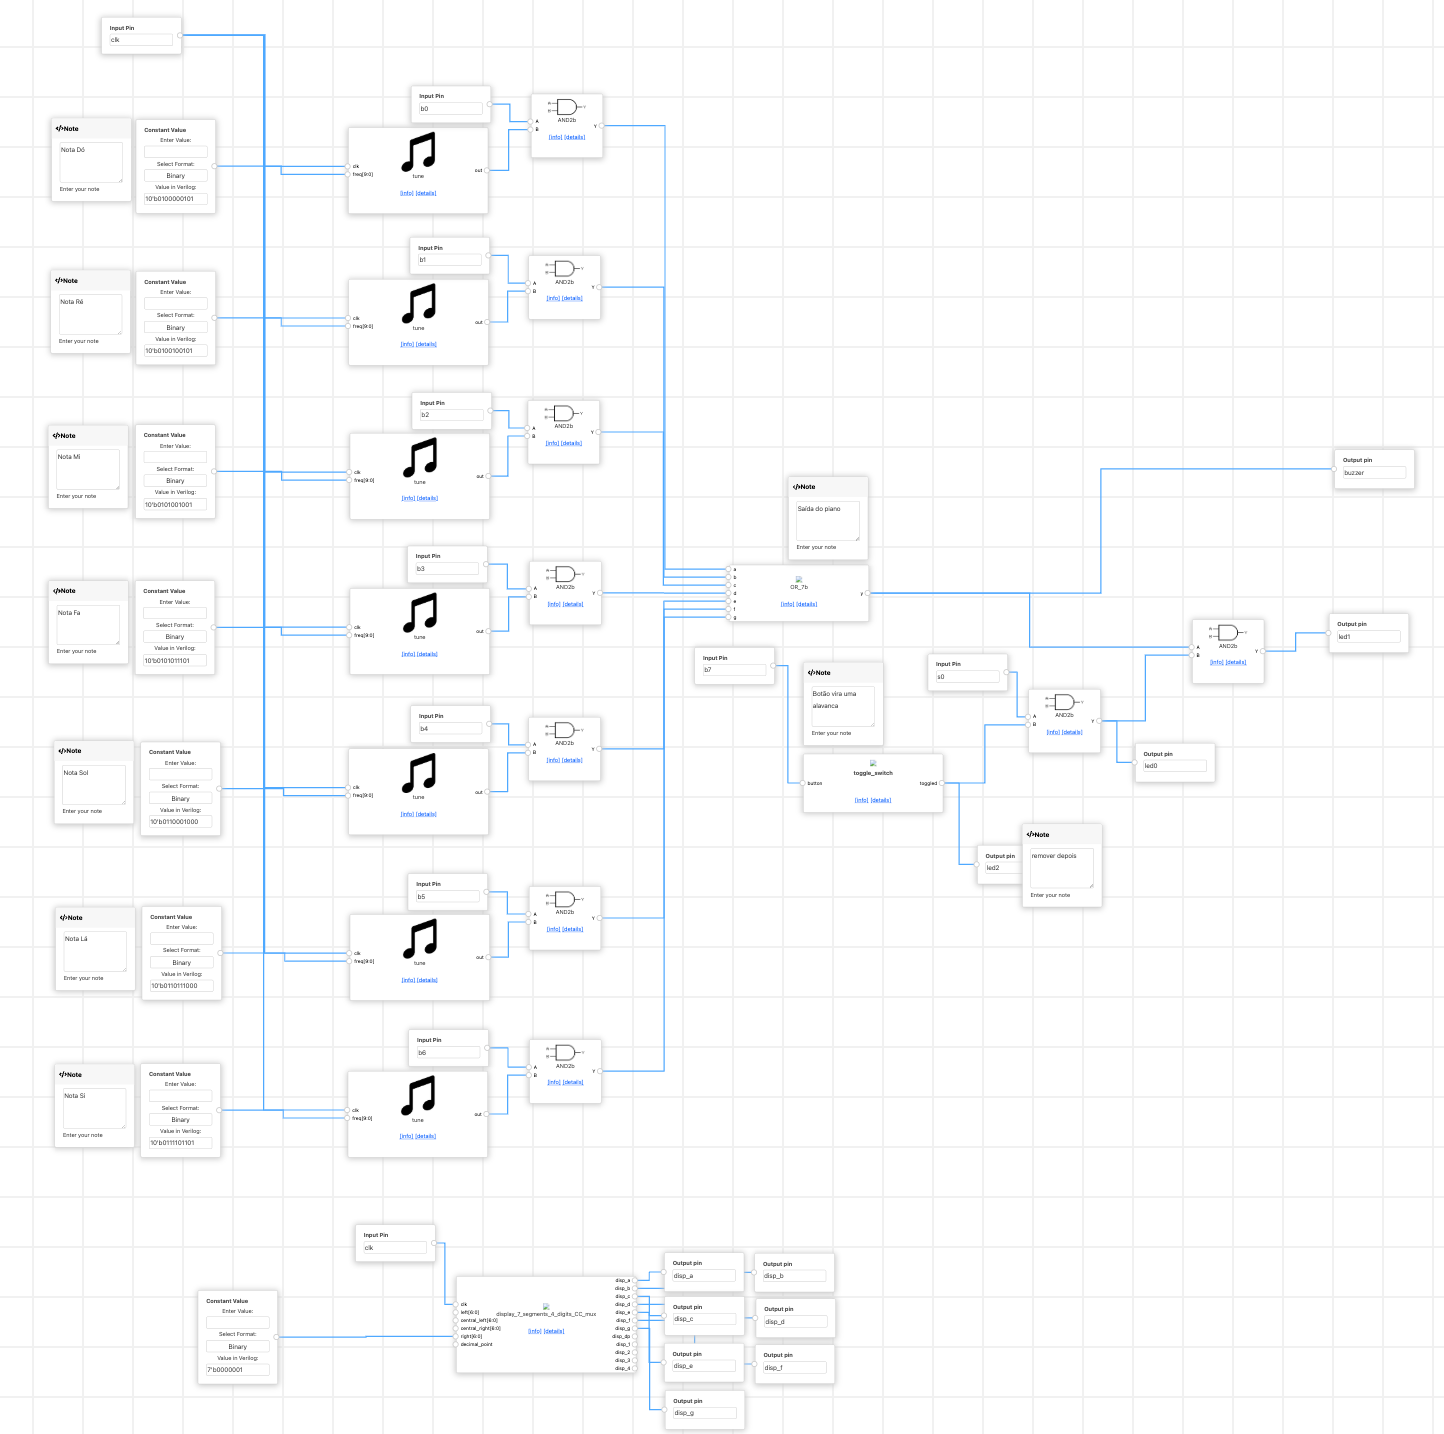 Input Pin
clk
Input Pin
b0
AND2b
[info] [details]
</>Note
Nota Dó
Enter your note
Constant Value
Enter Value:
Select Format:
Binary
Value in Verilog:
10'b0100000101
clk
freq[9:0]
tune
out
[info] [details]
Input Pin
b1
AND2b
[info] [details]
</>Note
Nota Ré
Enter your note
Constant Value
Enter Value:
Select Format:
Binary
Value in Verilog:
10'b0100100101
clk
freq[9:0]
tune
out
[info] [details]
Input Pin
b2
AND2b
[info] [details]
</>Note
Nota Mi
Enter your note
Constant Value
Enter Value:
Select Format:
Binary
Value in Verilog:
10'b0101001001
clk
freq[9:0]
tune
out
[info] [details]
Input Pin
b3
AND2b
[info] [details]
</>Note
Nota Fa
Enter your note
Constant Value
Enter Value:
Select Format:
Binary
Value in Verilog:
10'b0101011101
clk
freq[9:0]
tune
out
[info] [details]
Input Pin
b4
AND2b
[info] [details]
</>Note
Nota Sol
Enter your note
Constant Value
Enter Value:
Select Format:
Binary
Value in Verilog:
10'b0110001000
clk
freq[9:0]
tune
out
[info] [details]
Input Pin
b5
AND2b
[info] [details]
</>Note
Nota Lá
Enter your note
Constant Value
Enter Value:
Select Format:
Binary
Value in Verilog:
10'b0110111000
clk
freq[9:0]
tune
out
[info] [details]
Input Pin
b6
AND2b
[info] [details]
</>Note
Nota Si
Enter your note
Constant Value
Enter Value:
Select Format:
Binary
Value in Verilog:
10'b0111101101
clk
freq[9:0]
tune
out
[info] [details]
</>Note
Saída do piano
Enter your note
a
b
c
d
e
f
g
OR_7b
y
[info] [details]
Output pin
buzzer
Input Pin
b7
</>Note
Botão vira uma
alavanca
Enter your note
button
toggle_switch
toggled
[info] [details]
Input Pin
s0
A
B
AND2b
Y
[info] [details]
A
B
AND2b
Y
[info] [details]
Output pin
led1
Output pin
led0
Output pin
led2
</>Note
remover depois
Enter your note
Input Pin
clk
Constant Value
Enter Value:
Select Format:
Binary
Value in Verilog:
7'b0000001
clk
left[6:0]
central_left[6:0]
central_right[6:0]
right[6:0]
decimal_point
display_7_segments_4_digits_CC_mux
[info] [details]
disp_a
disp_b
disp_c
disp_d
disp_e
disp_f
disp_g
disp_dp
disp_1
disp_2
disp_3
disp_4
Output pin
disp_a
Output pin
disp_b
Output pin
disp_c
Output pin
disp_d
Output pin
disp_e
Output pin
disp_f
Output pin
disp_g